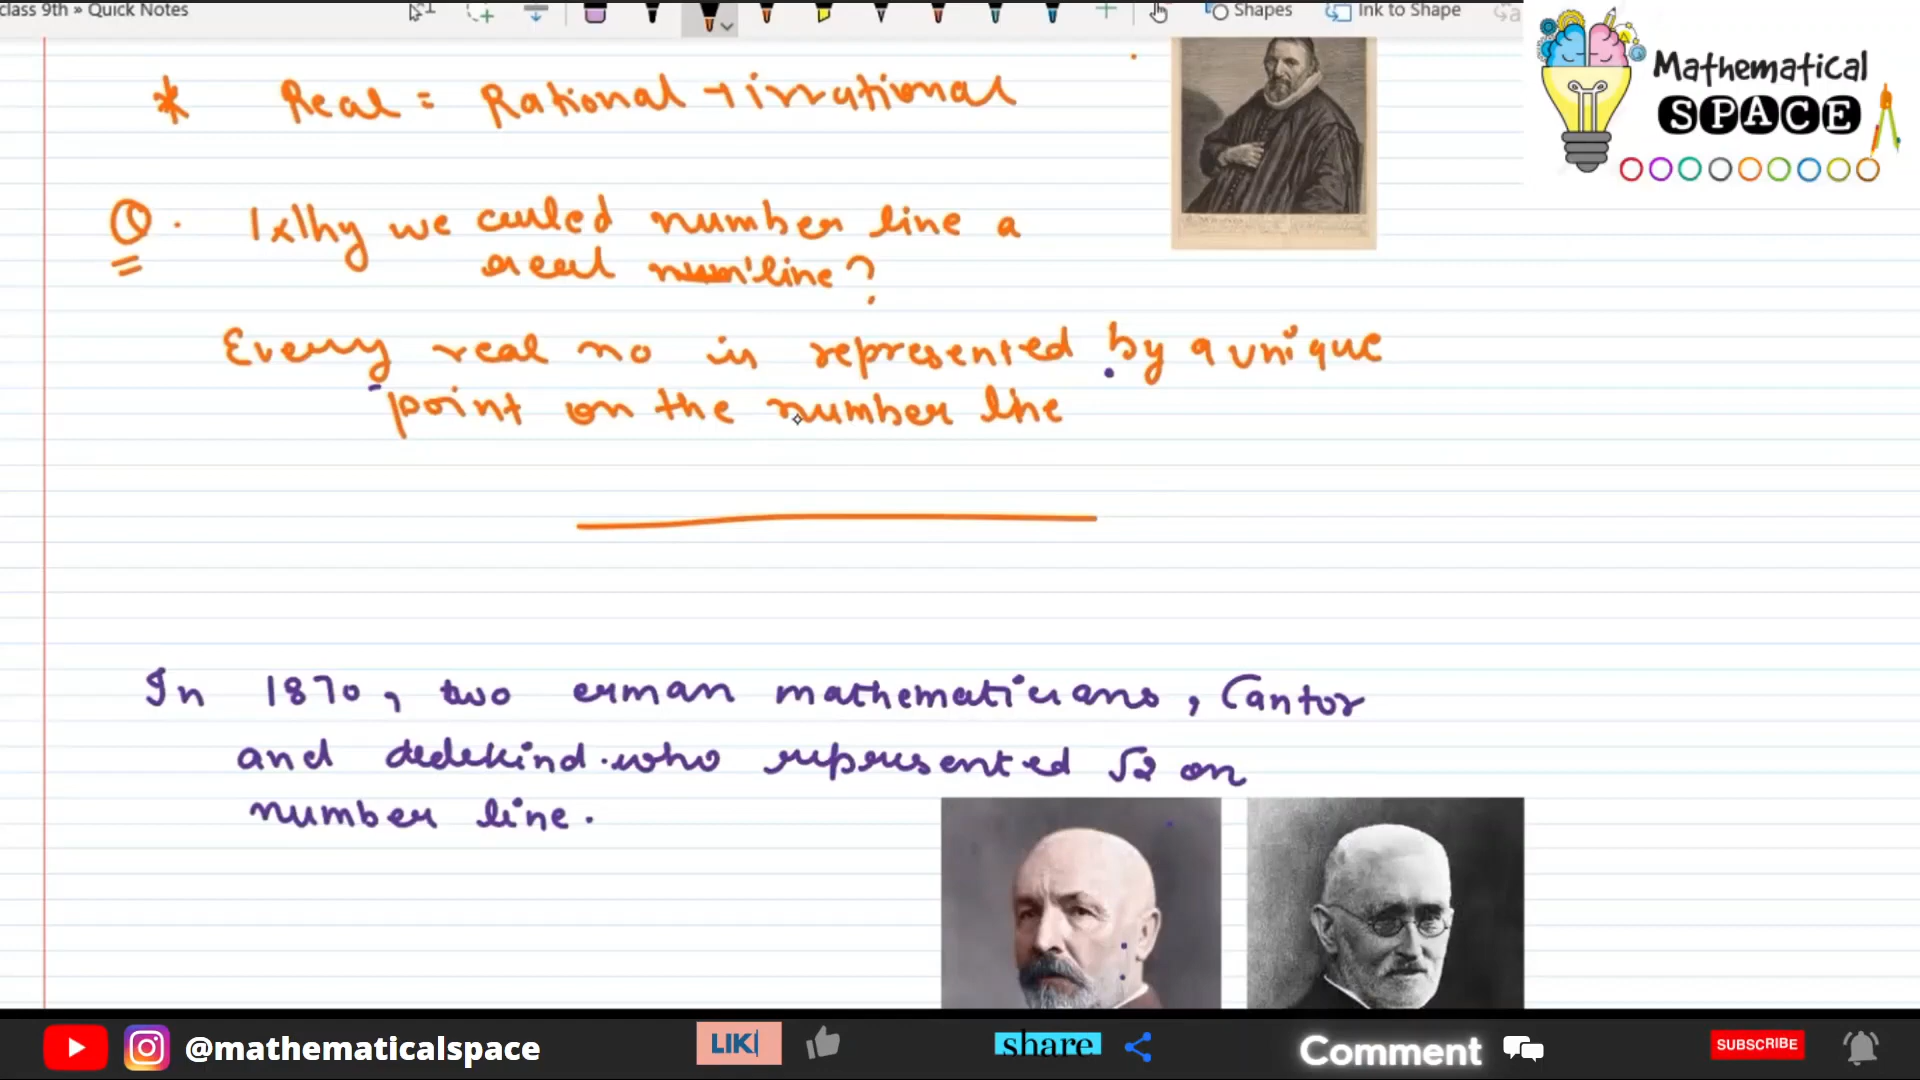 class 9th » Quick Notes
Shapes
Ink to Shape
Mathematical
SPACE
* Real = Rational + irrational
Q. Why we called number line a
real num'line?
Every real no is represented by a unique
point on the number line
In 1870, two erman mathematicians, Cantor
and dedekind.who represented √2 on
number line.
@mathematicalspace
LIK
share
Comment
SUBSCRIBE